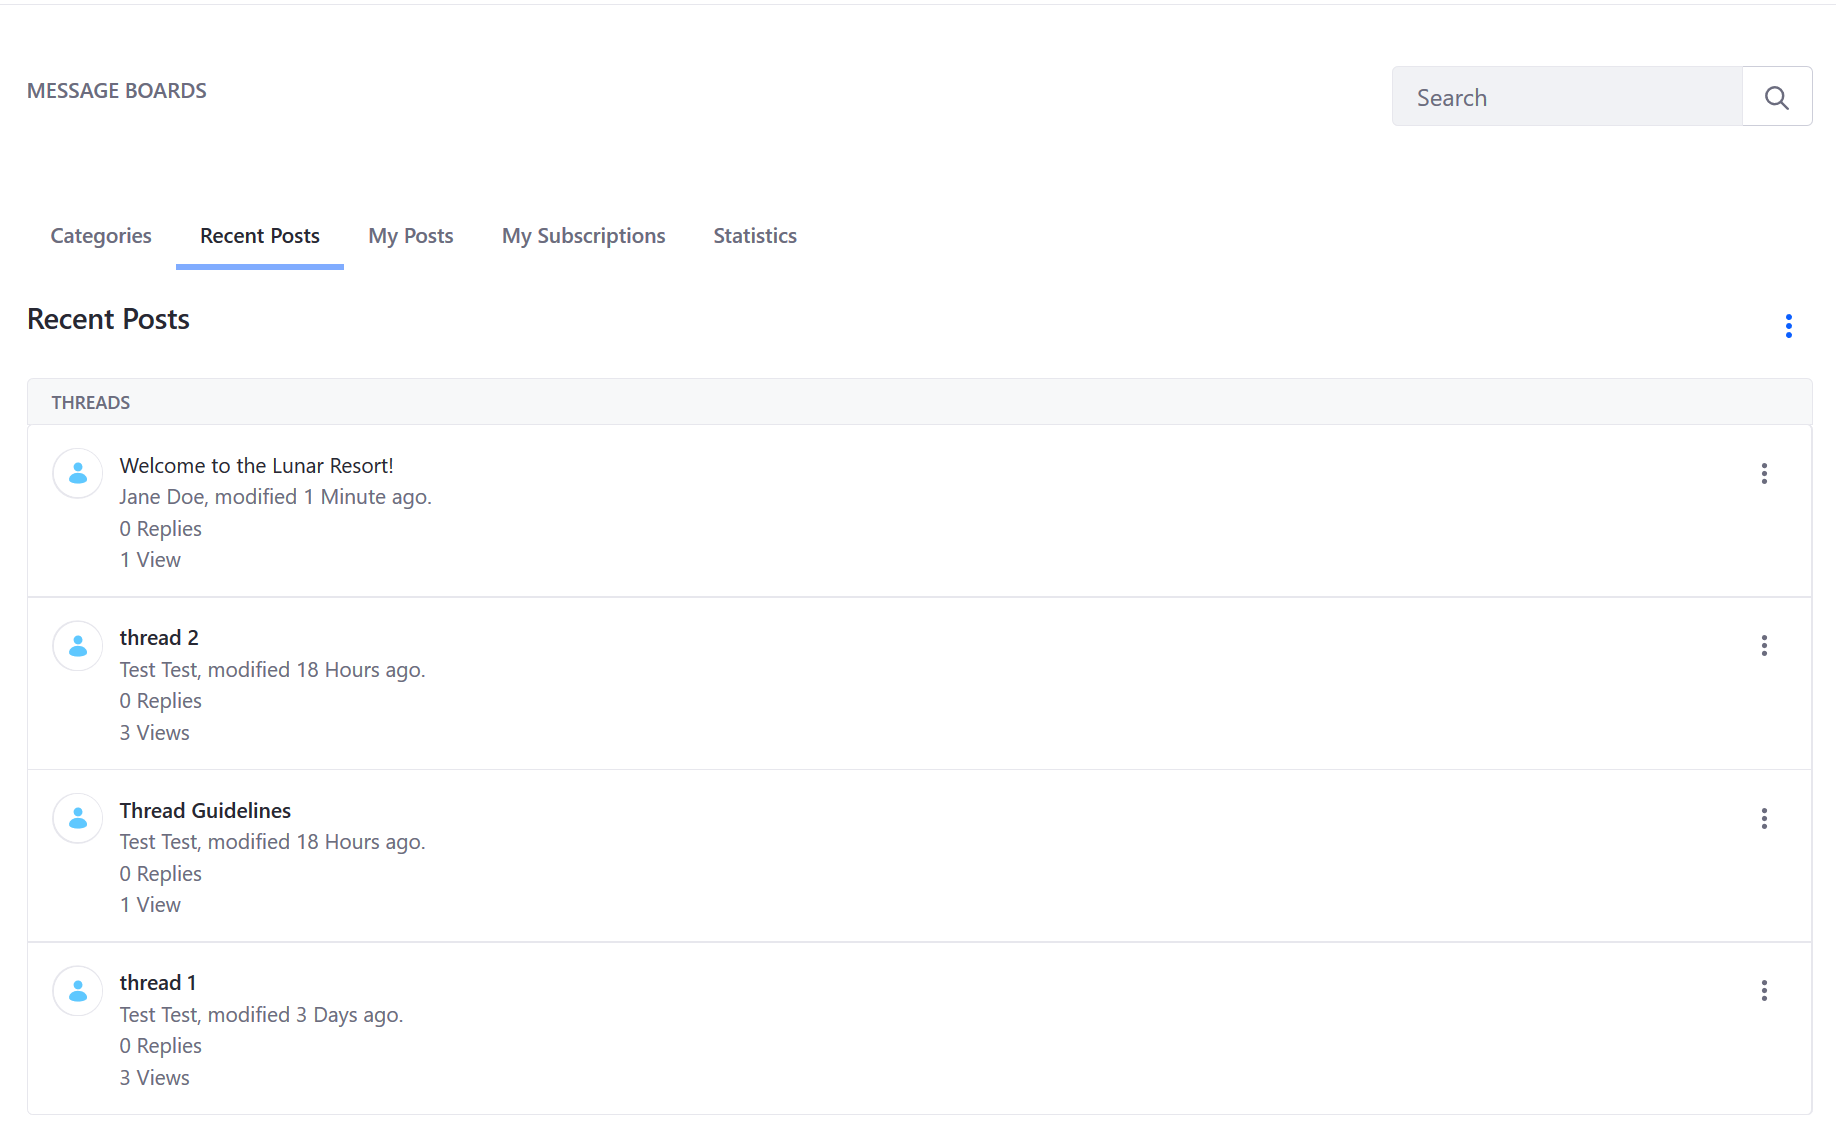 MESSAGE BOARDS
Search
Categories Recent Posts My Posts My Subscriptions Statistics
Recent Posts
THREADS
Welcome to the Lunar Resort!
Jane Doe, modified 1 Minute ago.
0 Replies
1 View
thread 2
Test Test, modified 18 Hours ago.
0 Replies
3 Views
Thread Guidelines
Test Test, modified 18 Hours ago.
0 Replies
1 View
thread 1
Test Test, modified 3 Days ago.
0 Replies
3 Views